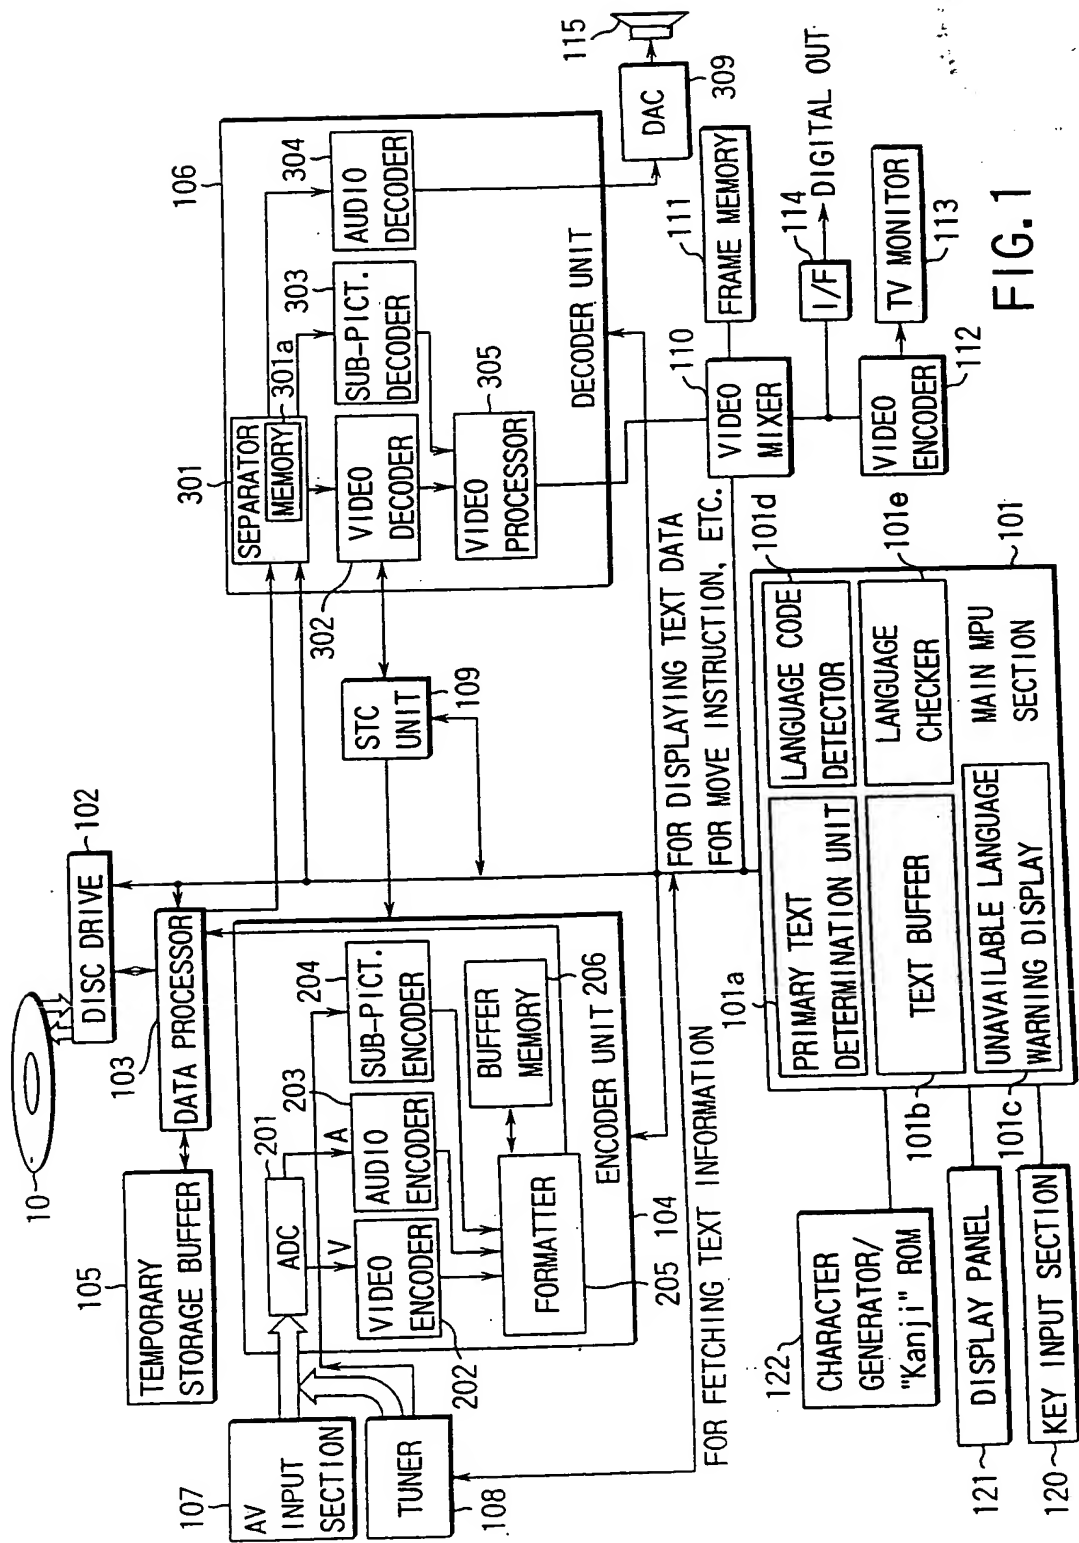 10
102
DISC DRIVE
103
DATA PROCESSOR
105
TEMPORARY
STORAGE BUFFER
107
AV
INPUT
SECTION
TUNER
108
201
ADC
V
A
203
204
VIDEO
ENCODER
202
AUDIO
ENCODER
SUB-PICT.
ENCODER
FORMATTER
205
BUFFER
MEMORY
206
ENCODER UNIT
104
STC
UNIT
109
106
301
SEPARATOR
MEMORY
301a
302
VIDEO
DECODER
303
SUB-PICT.
DECODER
304
AUDIO
DECODER
305
VIDEO
PROCESSOR
DECODER UNIT
115
DAC
309
FOR FETCHING TEXT INFORMATION
FOR DISPLAYING TEXT DATA
FOR MOVE INSTRUCTION, ETC.
110
VIDEO
MIXER
111
FRAME MEMORY
I/F
114
DIGITAL OUT
VIDEO
ENCODER
112
TV MONITOR
113
101a
PRIMARY TEXT
DETERMINATION UNIT
101d
LANGUAGE CODE
DETECTOR
TEXT BUFFER
101b
LANGUAGE
CHECKER
101e
UNAVAILABLE LANGUAGE
WARNING DISPLAY
101c
MAIN MPU
SECTION
101
122
CHARACTER
GENERATOR/
"Kanji" ROM
121
DISPLAY PANEL
120
KEY INPUT SECTION
FIG. 1